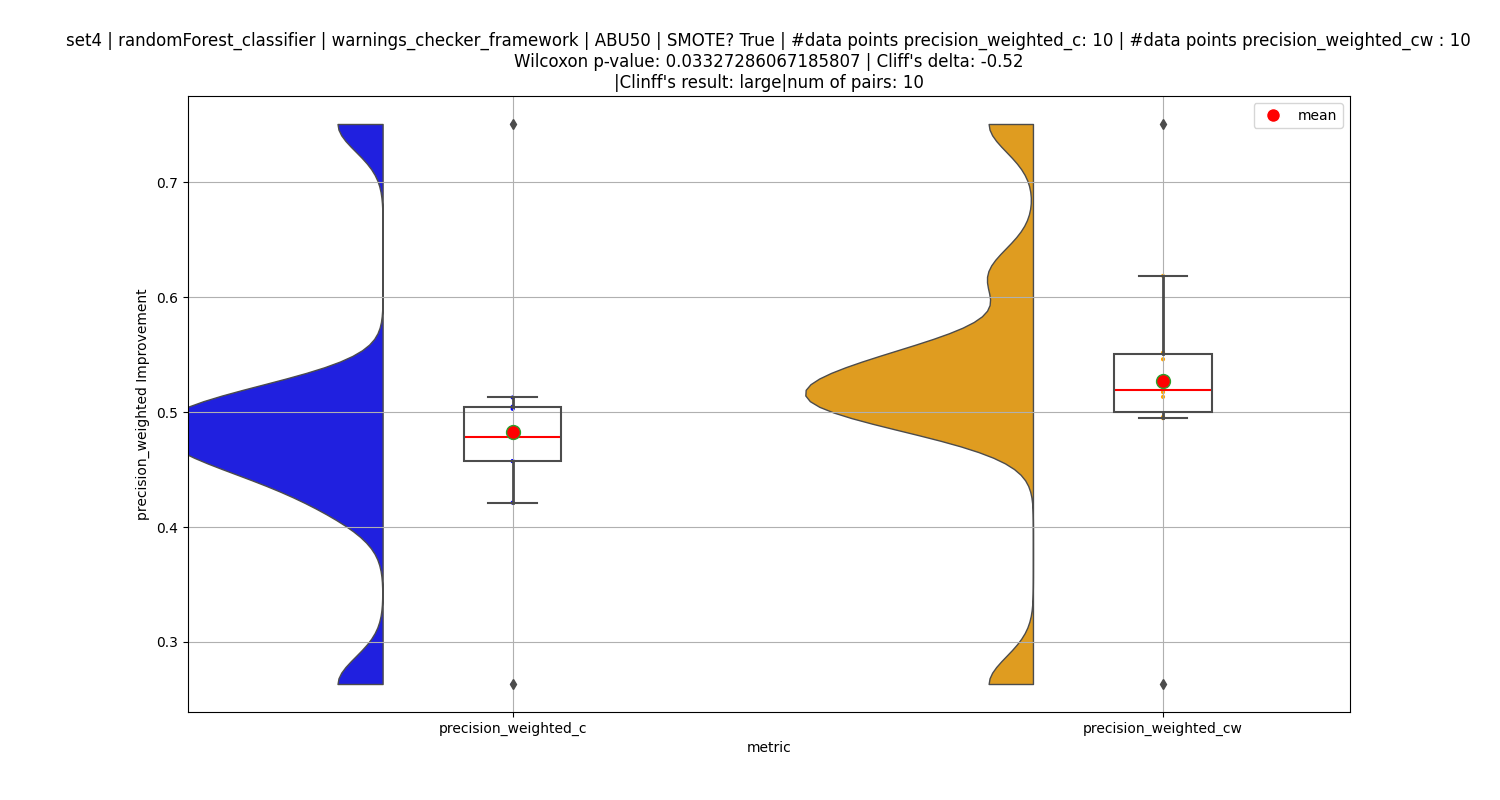 set4 | randomForest_classifier | warnings_checker_framework | ABU50 | SMOTE? True | #data points precision_weighted_c: 10 | #data points precision_weighted_cw : 10
Wilcoxon p-value: 0.03327286067185807 | Cliff's delta: -0.52
|Clinff's result: large|num of pairs: 10
mean
0.7
0.6
0.5
0.4
0.3
precision_weighted Improvement
precision_weighted_c
precision_weighted_cw
metric